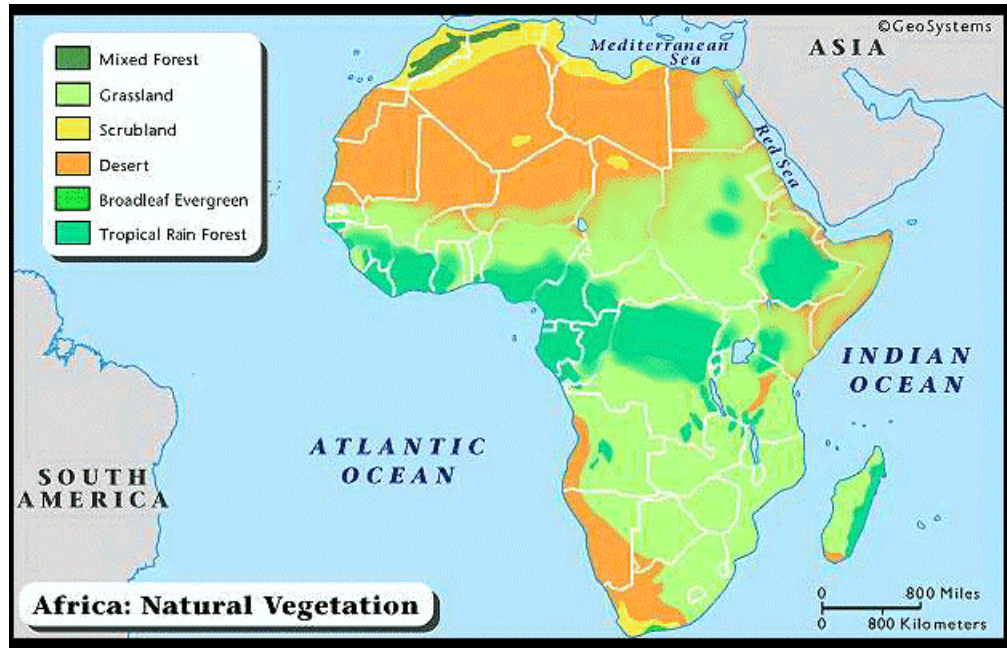 ©GeoSystems
Mixed Forest
Grassland
Scrubland
Desert
Broadleaf Evergreen
Tropical Rain Forest
Mediterranean
Sea
ASIA
Red Sea
INDIAN
OCEAN
ATLANTIC
OCEAN
SOUTH
AMERICA
Africa: Natural Vegetation
0 800 Miles
0 800 Kilometers